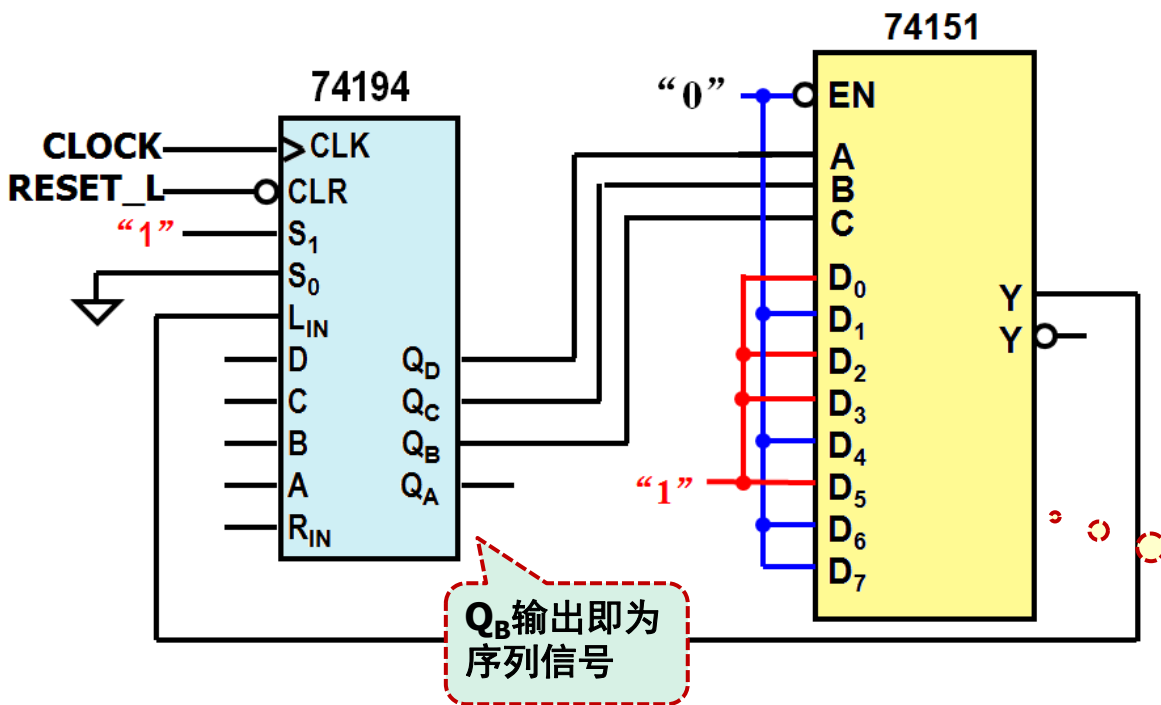 74151
74194
“0”
EN
CLOCK
CLK
A
RESET_L
CLR
B
“1”
S1
C
S0
D0
LIN
D1
Y
D
QD
D2
Y
C
QC
D3
B
QB
D4
A
QA
“1”
D5
RIN
D6
D7
QB输出即为
序列信号